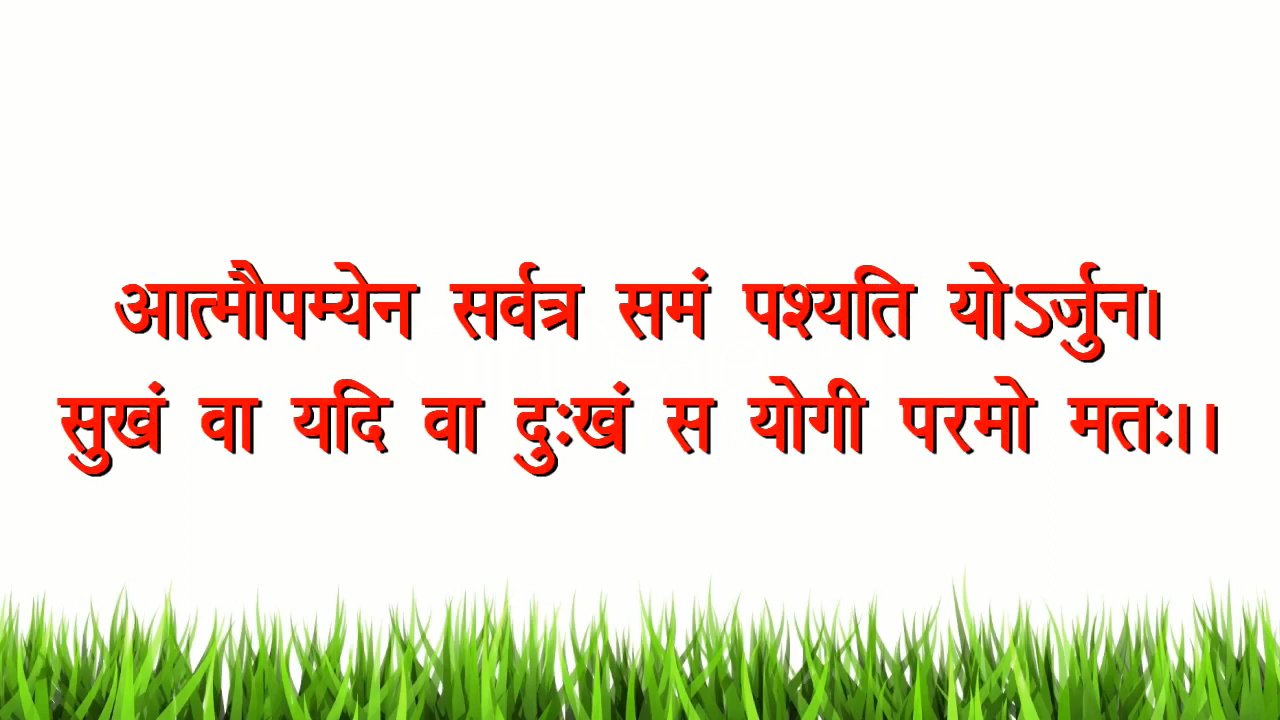 आत्मौपम्येन सर्वत्र समं पश्यति योऽर्जुन।
सुखं वा यदि वा दुःखं स योगी परमो मतः।।